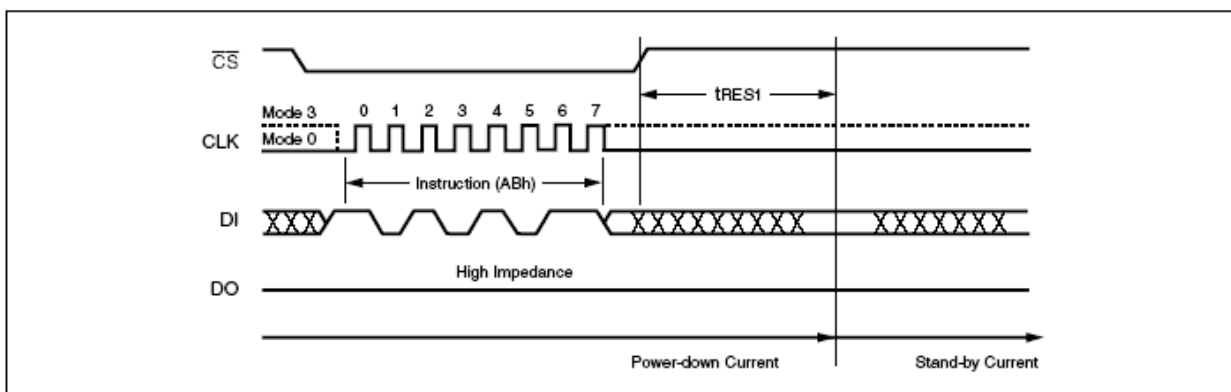 CS
tRES1
Mode 3 0 1 2 3 4 5 6 7
CLK Mode 0
Instruction (ABh)
DI
High Impedance
DO
Power-down Current Stand-by Current